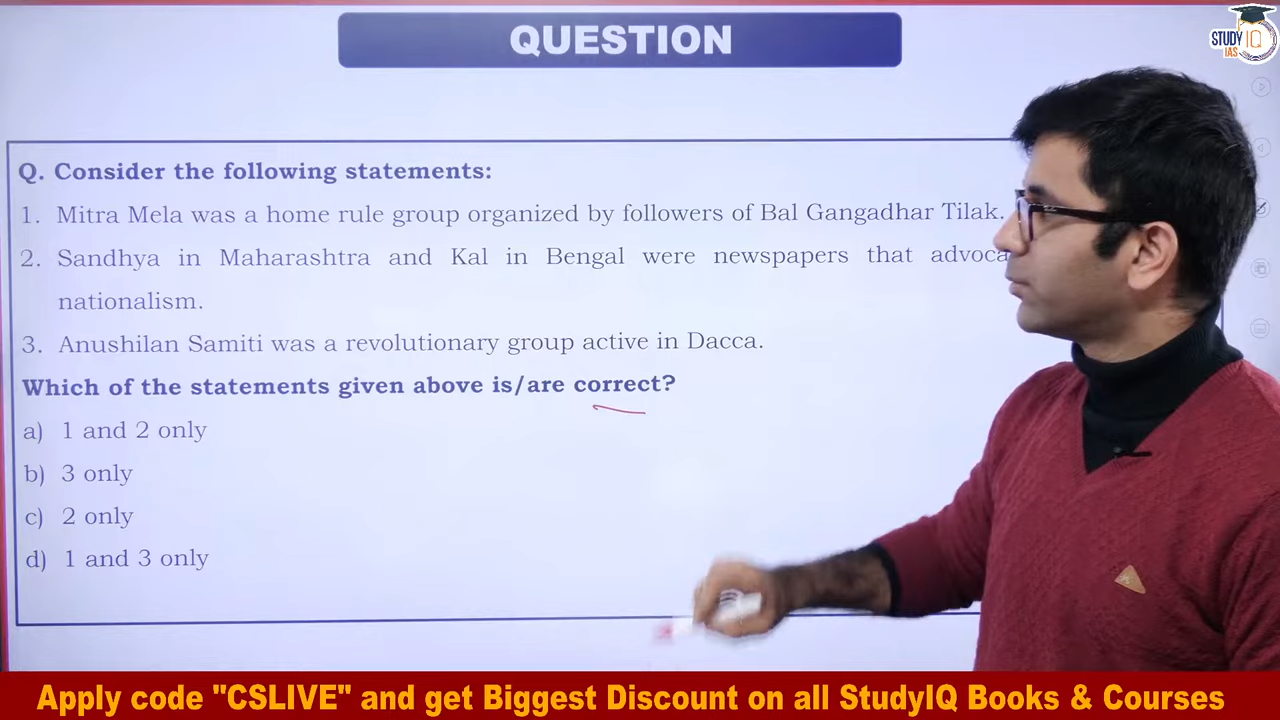 QUESTION
STUDY IQ
IAS
Q. Consider the following statements:
1. Mitra Mela was a home rule group organized by followers of Bal Gangadhar Tilak.
2. Sandhya in Maharashtra and Kal in Bengal were newspapers that
nationalism.
3. Anushilan Samiti was a revolutionary group active in Dacca.
Which of the statements given above is/are correct?
a) 1 and 2 only
b) 3 only
c) 2 only
d) 1 and 3 only
Apply code "CSLIVE" and get Biggest Discount on all StudyIQ Books & Courses